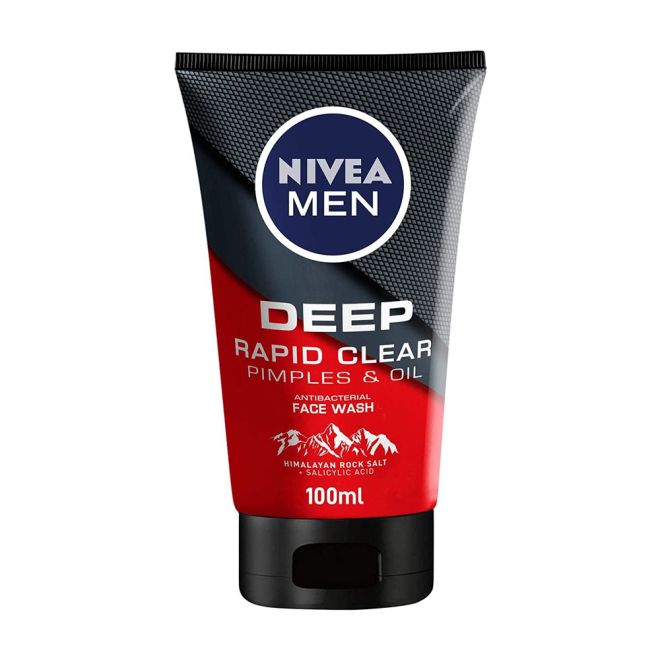 NIVEA
MEN
DEEP
RAPID CLEAR
PIMPLES & OIL
ANTIBACTERIAL
FACE WASH
HIMALAYAN ROCK SALT
+ SALICYLIC ACID
100ml